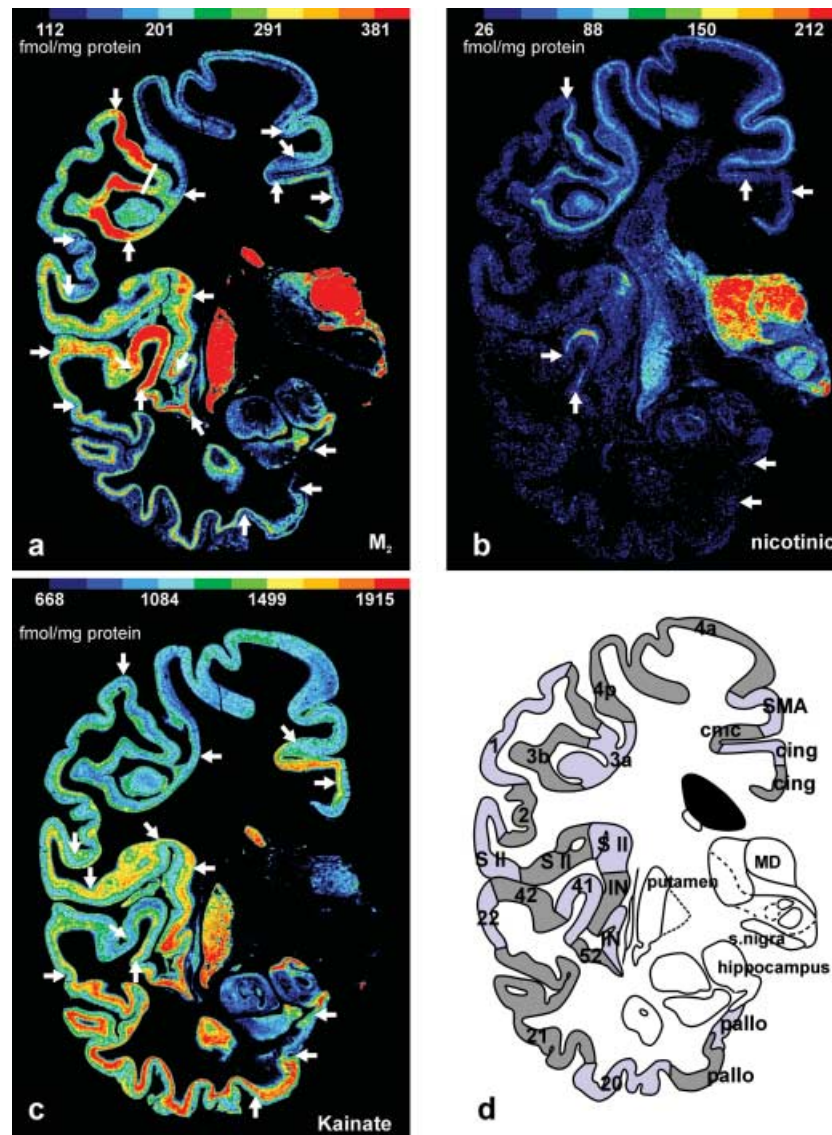 112 201 291 381
fmol/mg protein
a
M₂
26 88 150 212
fmol/mg protein
b
nicotinic
668 1084 1499 1915
fmol/mg protein
c
Kainate
4a
4p
SMA
cmc
cing
cing
1
3b
3a
2
S II
S II
S II
42
41
IN
putamen
MD
22
IN
52
s.nigra
hippocampus
21
20
pallo
pallo
d